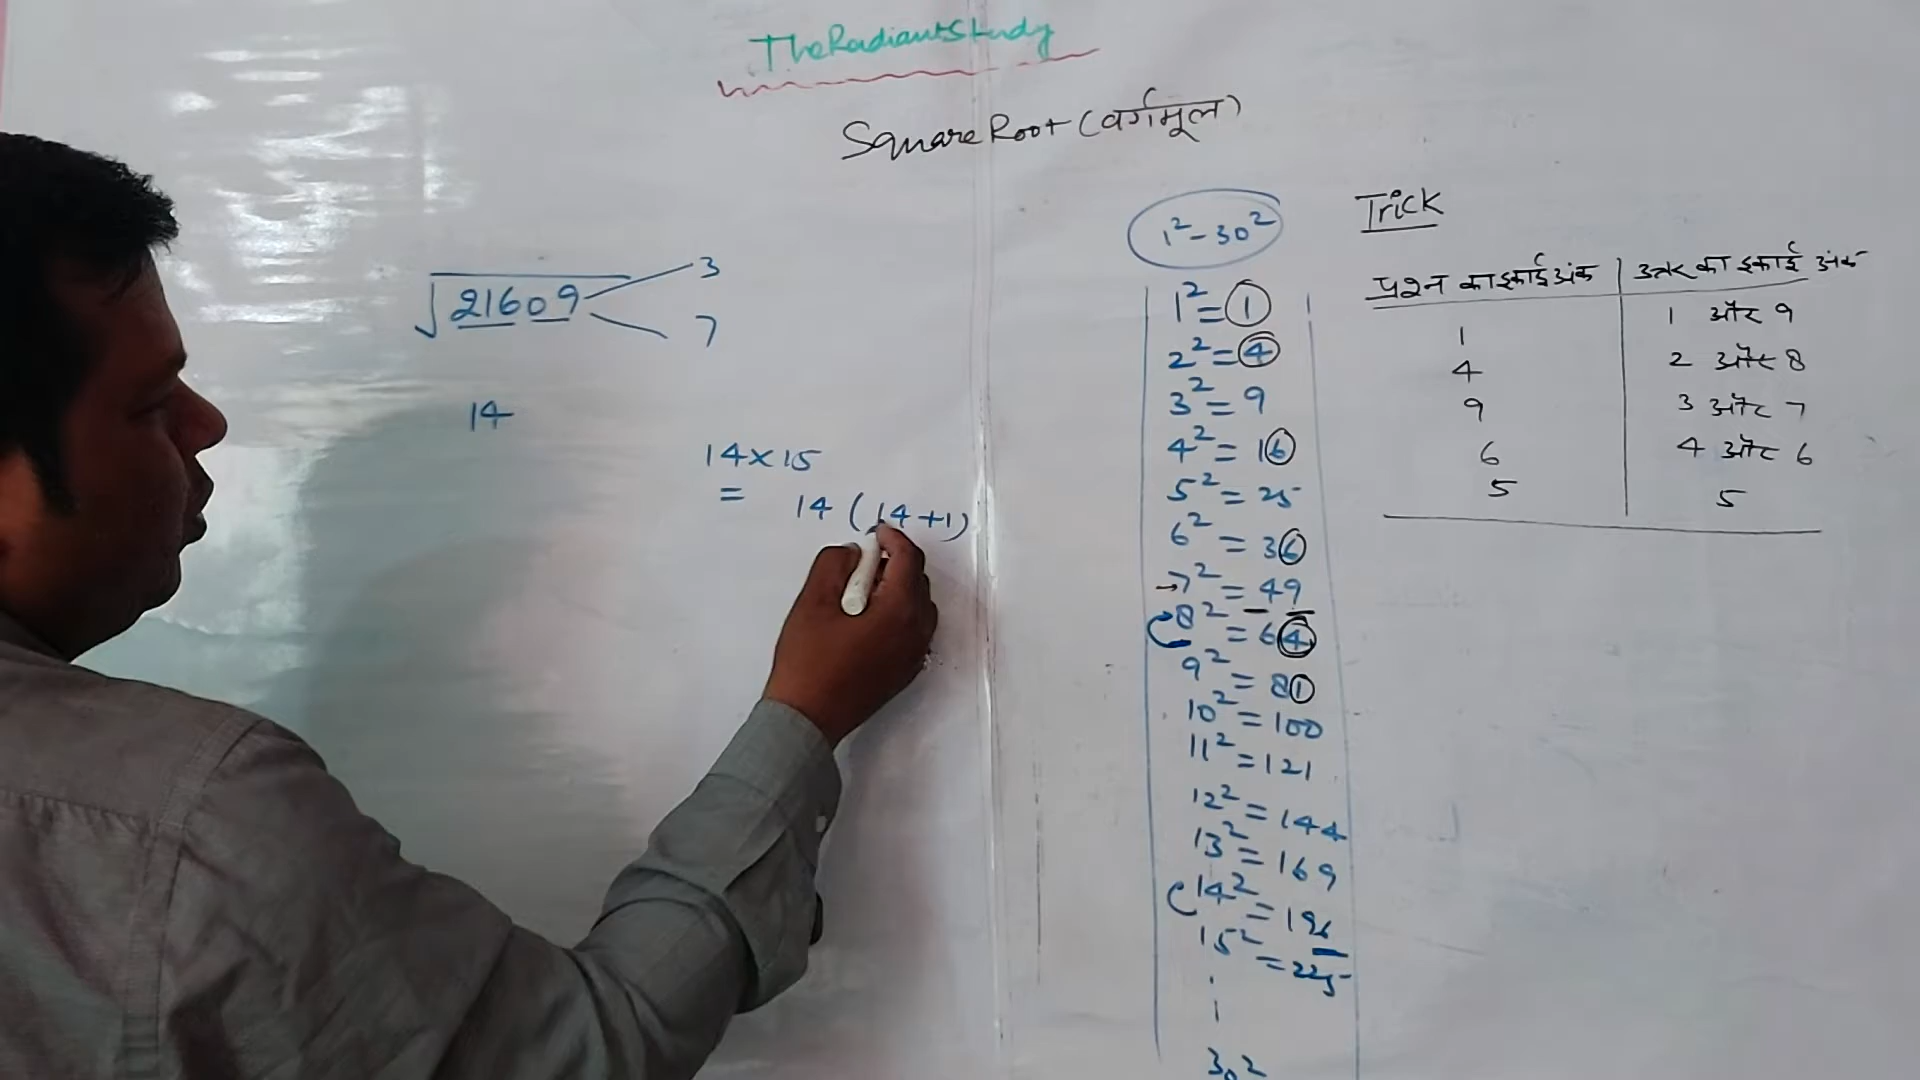 TheRadiantStudy
Square Root (वर्गमूल)
√21609
3
7
14
14×15
= 14 (14+1)
1²-30²
1²=1
2²=4
3²=9
4²=16
5²=25
6²=36
→7²=49
8²=64
9²=81
10²=100
11²=121
12²=144
13²=169
14²=196
15²=225
30²
Trick
प्रश्न का इकाई अंक | उत्तर का इकाई अंक
1 1 और 9
4 2 और 8
9 3 और 7
6 4 और 6
5 5